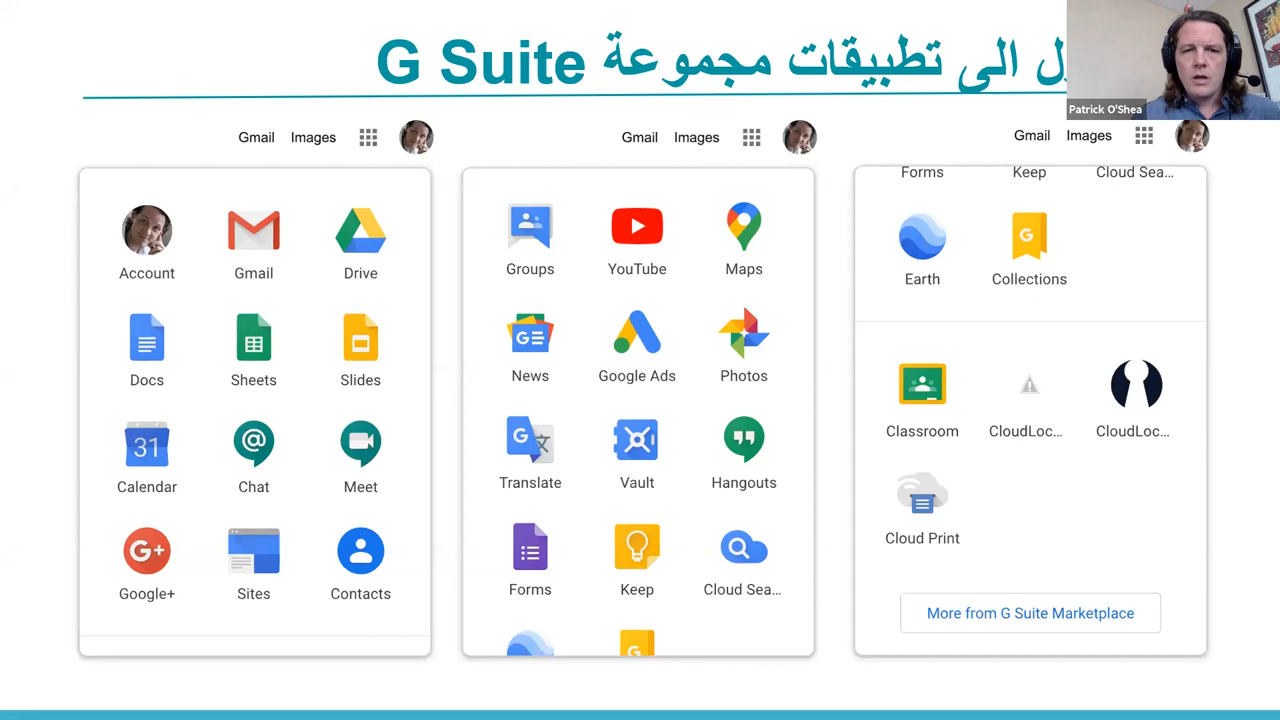 ول الى تطبيقات مجموعة G Suite
Patrick O'Shea
Gmail Images
Account Gmail Drive
Docs Sheets Slides
31
Calendar Chat Meet
G+
Google+ Sites Contacts
Gmail Images
Groups YouTube Maps
News Google Ads Photos
Translate Vault Hangouts
Forms Keep Cloud Sea...
Gmail Images
Forms Keep Cloud Sea...
Earth Collections
Classroom CloudLoc... CloudLoc...
Cloud Print
More from G Suite Marketplace